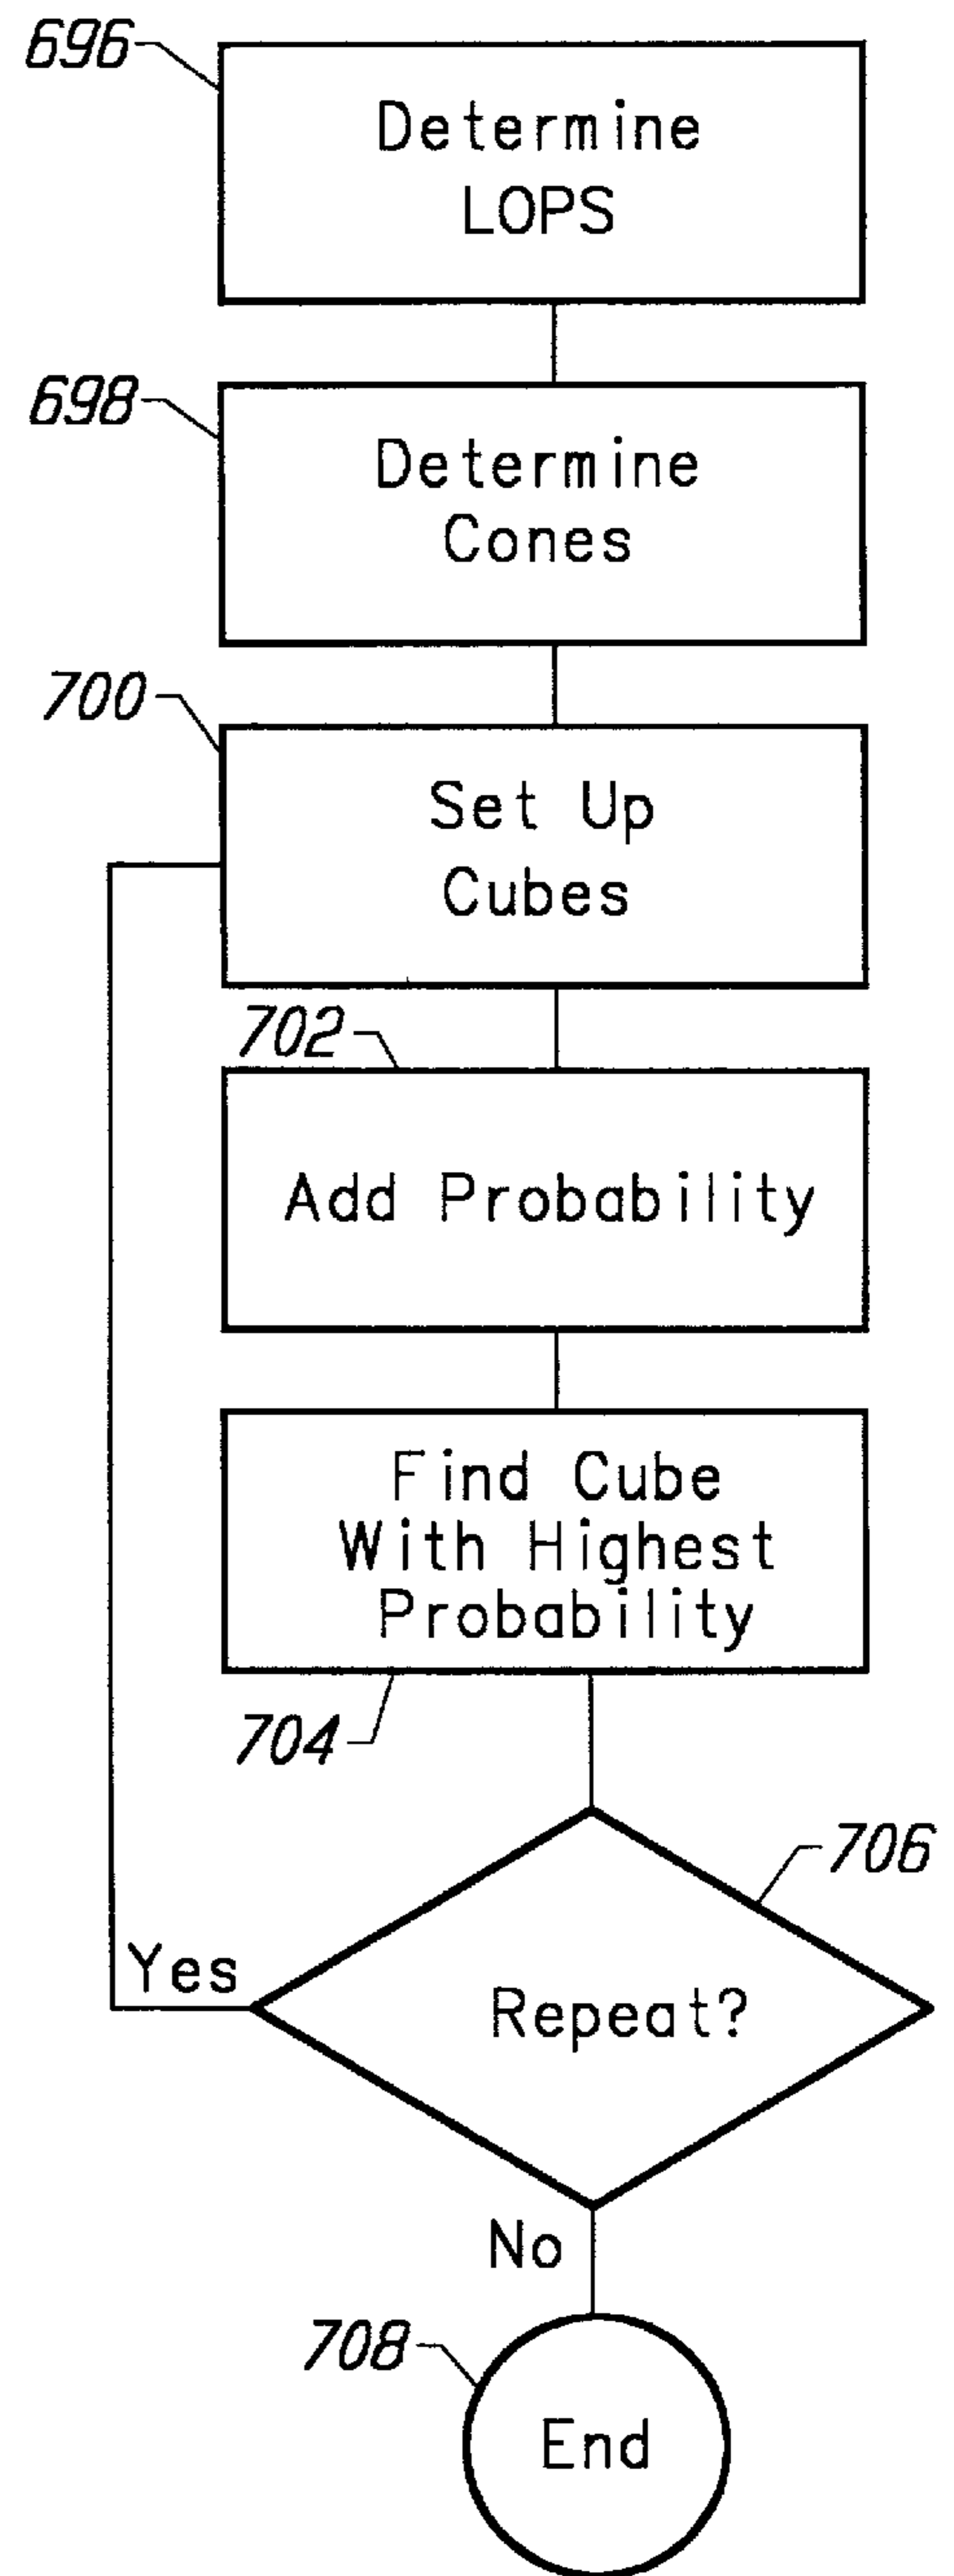 696
Determine
LOPS
698
Determine
Cones
700
Set Up
Cubes
702
Add Probability
Find Cube
With Highest
Probability
704
706
Repeat?
Yes
No
708
End